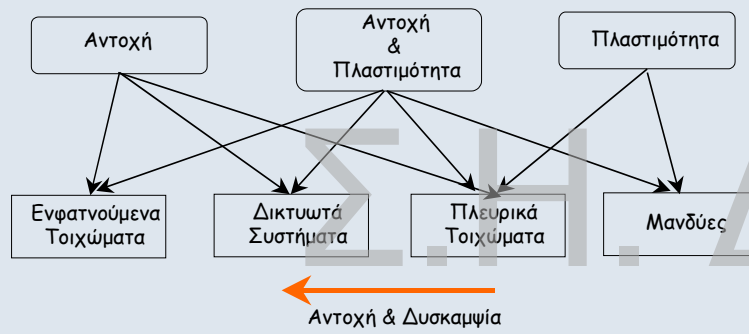 Αντοχή
Αντοχή
&
Πλαστιμότητα
Πλαστιμότητα
Ενφατνούμενα
Τοιχώματα
Δικτυωτά
Συστήματα
Πλευρικά
Τοιχώματα
Μανδύες
Σ.Η.Δ
Αντοχή & Δυσκαμψία